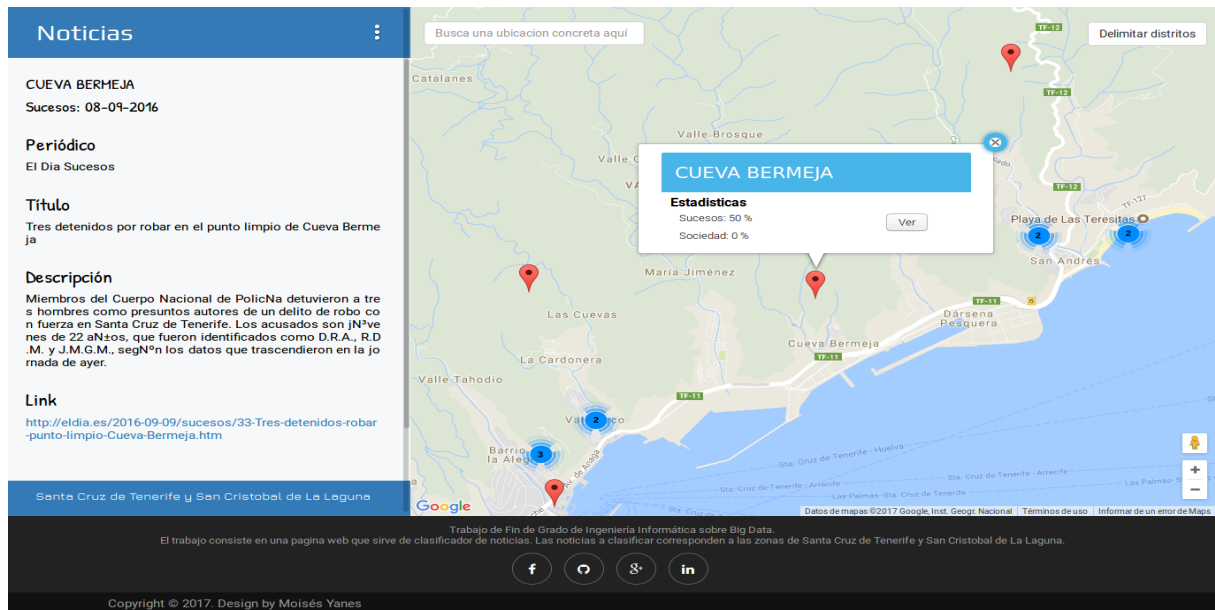 Noticias
CUEVA BERMEJA
Sucesos: 08-09-2016
Periódico
El Dia Sucesos
Título
Tres detenidos por robar en el punto limpio de Cueva Berme
ja
Descripción
Miembros del Cuerpo Nacional de PolicNa detuvieron a tre
s hombres como presuntos autores de un delito de robo co
n fuerza en Santa Cruz de Tenerife. Los acusados son jN³ve
nes de 22 aN±os, que fueron identificados como D.R.A., R.D
.M. y J.M.G.M., segNºn los datos que trascendieron en la jo
rnada de ayer.
Link
http://eldia.es/2016-09-09/sucesos/33-Tres-detenidos-robar
-punto-limpio-Cueva-Bermeja.htm
Santa Cruz de Tenerife y San Cristobal de La Laguna
Busca una ubicacion concreta aquí
TF-12
Delimitar distritos
Catalanes
TF-12
Valle Brosque
Valle
CUEVA BERMEJA
Estadisticas
Sucesos: 50 %
Sociedad: 0 %
Ver
TF-12
TF-121
Playa de Las Teresitas
2
2
San Andrés
María Jiménez
TF-11
Las Cuevas
Dársena
Pesquera
Cueva Bermeja
TF-11
La Cardonera
Valle Tahodio
TF-11
2
Barrio
la Aleg
3
Av. de Anaga
Sta. Cruz de Tenerife - Huelva
Sta. Cruz de Tenerife - Arrecife
Sta. Cruz de Tenerife - Arrecife
Las Palmas- Sta. Cruz de Tenerife
Las Palmas-
+
−
Google
Datos de mapas ©2017 Google, Inst. Geogr. Nacional
Términos de uso
Informar de un error de Maps
Trabajo de Fin de Grado de Ingeniería Informática sobre Big Data.
El trabajo consiste en una pagina web que sirve de clasificador de noticias. Las noticias a clasificar corresponden a las zonas de Santa Cruz de Tenerife y San Cristobal de La Laguna.
f
g+
in
Copyright © 2017. Design by Moisés Yanes